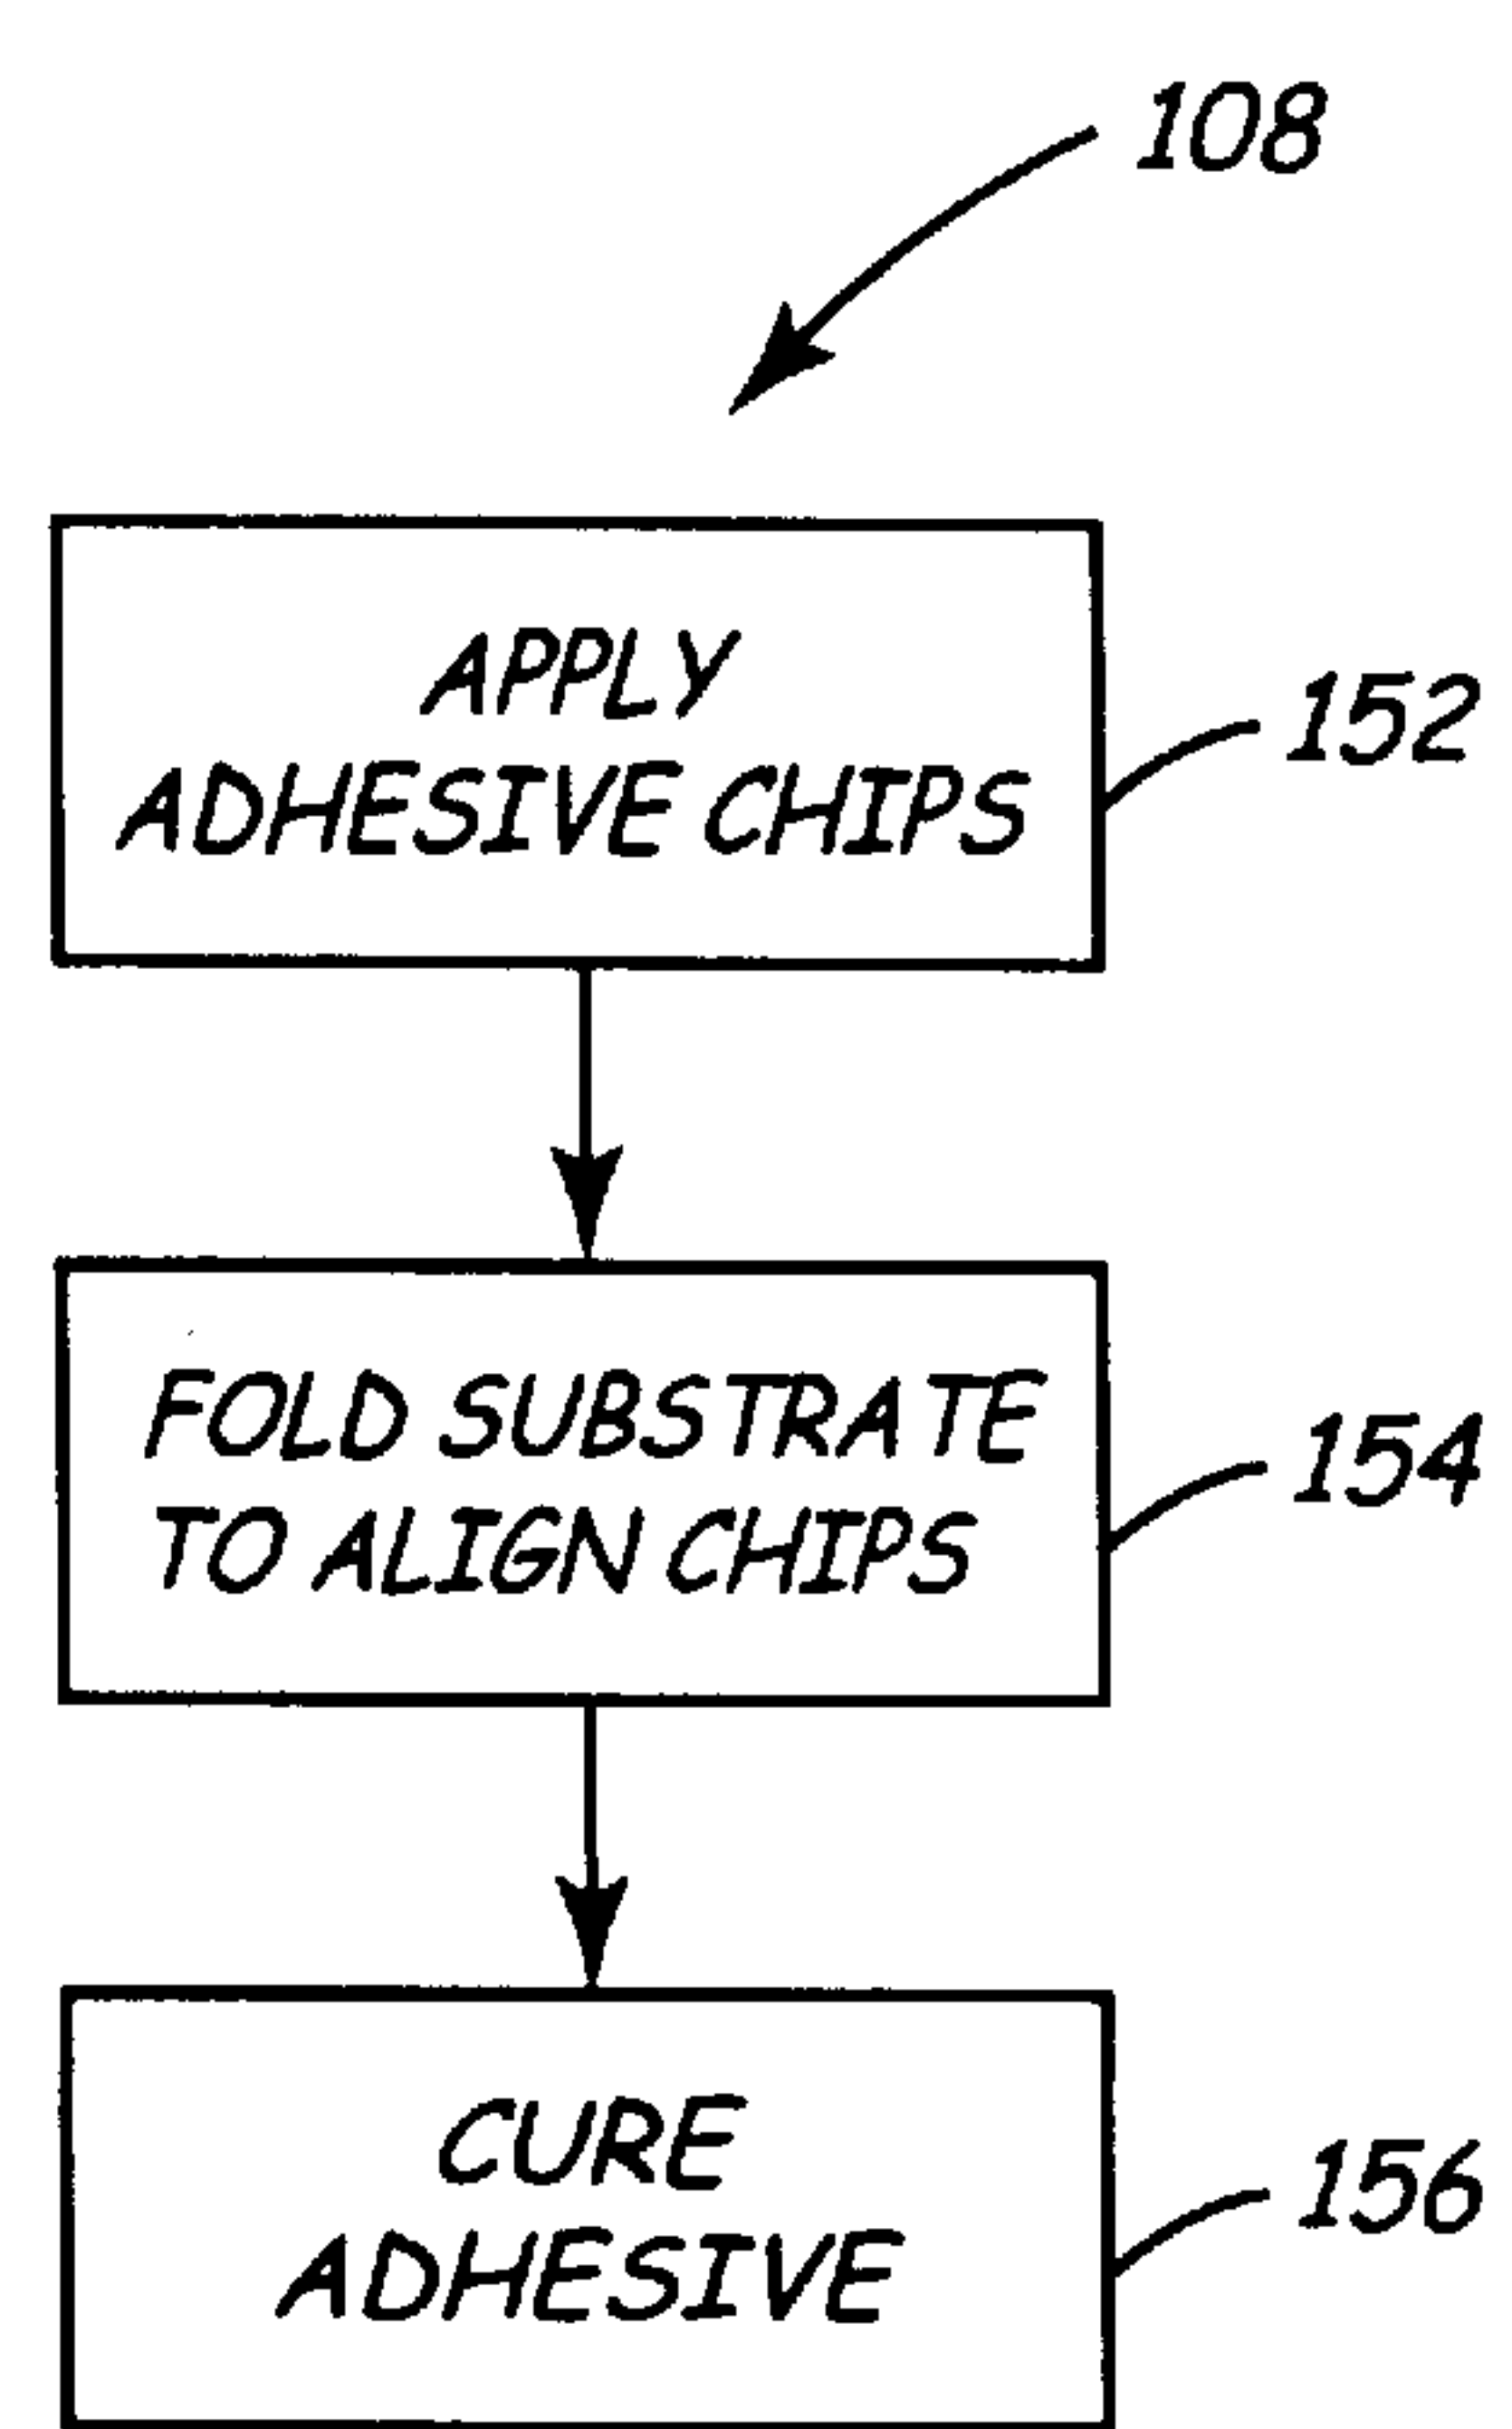 108
APPLY
ADHESIVE CHIPS
152
FOLD SUBSTRATE
TO ALIGN CHIPS
154
CURE
ADHESIVE
156